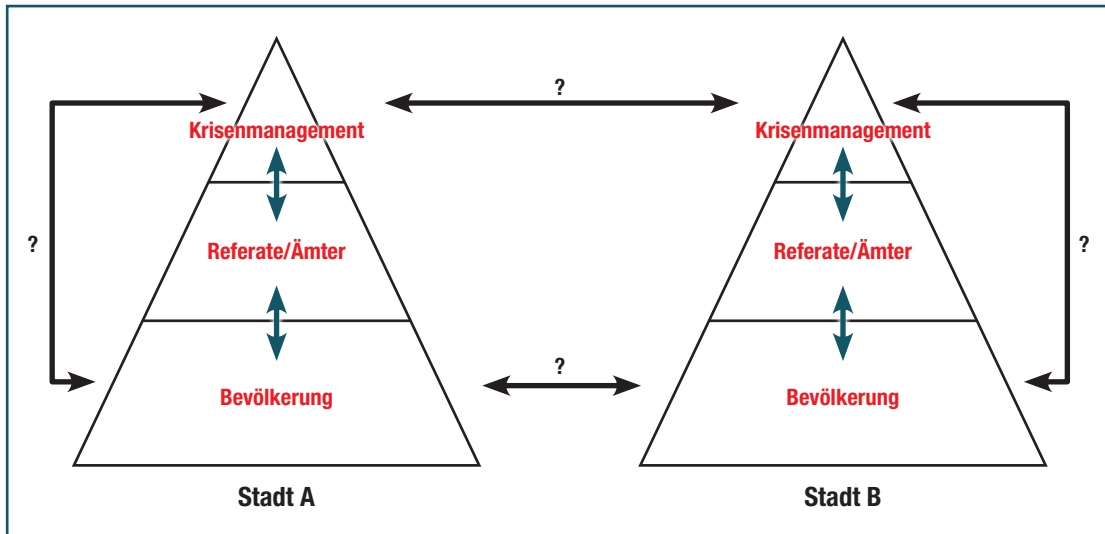 ?
Krisenmanagement
Krisenmanagement
?
Referate/Ämter
Referate/Ämter
?
?
Bevölkerung
Bevölkerung
Stadt A
Stadt B